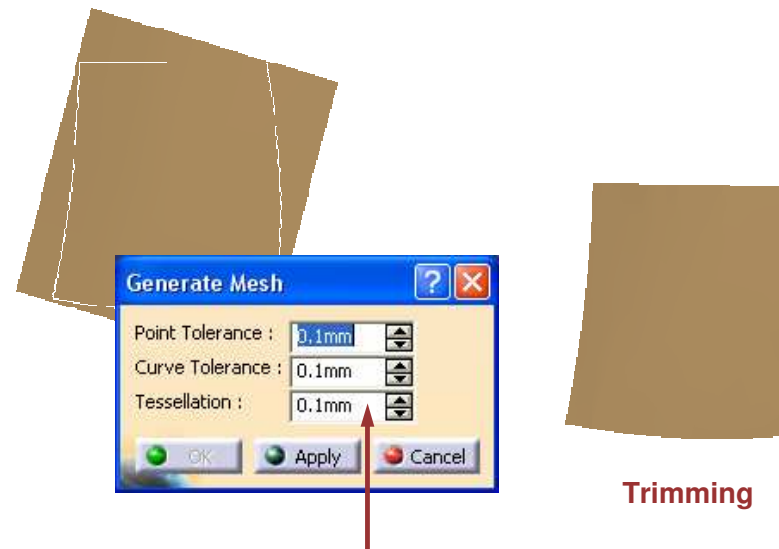 Generate Mesh
Point Tolerance : 0.1mm
Curve Tolerance : 0.1mm
Tessellation : 0.1mm
OK Apply Cancel
Trimming